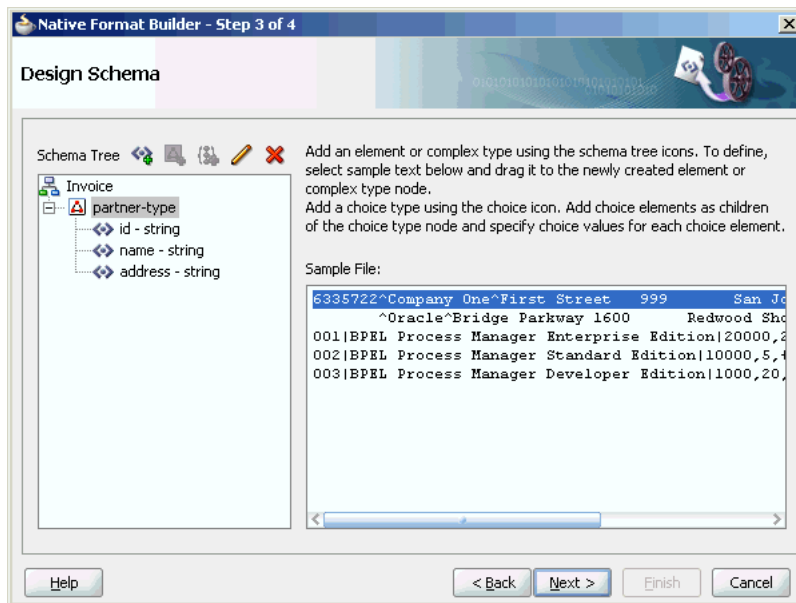 Native Format Builder - Step 3 of 4
Design Schema
0101010101010101010101
01010101010
Schema Tree
Invoice
partner-type
id - string
name - string
address - string
Add an element or complex type using the schema tree icons. To define,
select sample text below and drag it to the newly created element or
complex type node.
Add a choice type using the choice icon. Add choice elements as children
of the choice type node and specify choice values for each choice element.
Sample File:
6335722^Company One^First Street 999 San Jo
^Oracle^Bridge Parkway 1600 Redwood Sho
001|BPEL Process Manager Enterprise Edition|20000,2
002|BPEL Process Manager Standard Edition|10000,5,
003|BPEL Process Manager Developer Edition|1000,20,
Help
< Back
Next >
Finish
Cancel